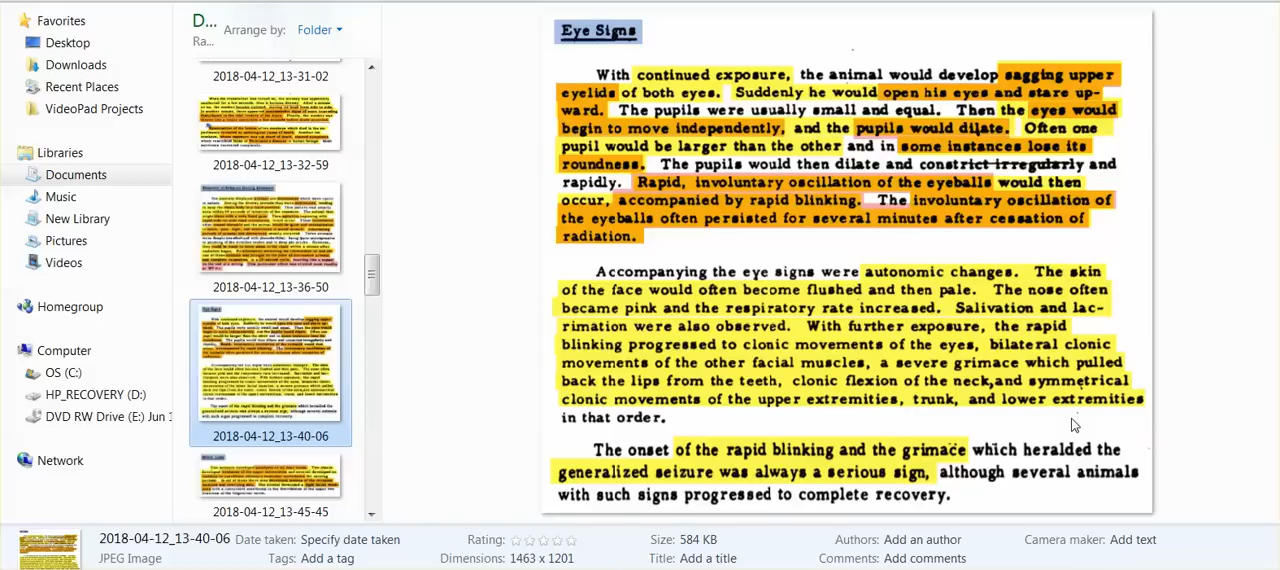 Favorites
Desktop
Downloads
Recent Places
VideoPad Projects
Libraries
Documents
Music
New Library
Pictures
Videos
Homegroup
Computer
OS (C:)
HP_RECOVERY (D:)
DVD RW Drive (E:) Jun 1
Network
D...
Ra...
Arrange by: Folder
2018-04-12_13-31-02
2018-04-12_13-32-59
2018-04-12_13-36-50
2018-04-12_13-40-06
2018-04-12_13-45-45
Eye Signs
With continued exposure, the animal would develop sagging upper
eyelids of both eyes. Suddenly he would open his eyes and stare up-
ward. The pupils were usually small and equal. Then the eyes would
begin to move independently, and the pupils would dilate. Often one
pupil would be larger than the other and in some instances lose its
roundness. The pupils would then dilate and constrict irregularly and
rapidly. Rapid, involuntary oscillation of the eyeballs would then
occur, accompanied by rapid blinking. The involuntary oscillation of
the eyeballs often persisted for several minutes after cessation of
radiation.
Accompanying the eye signs were autonomic changes. The skin
of the face would often become flushed and then pale. The nose often
became pink and the respiratory rate increased. Salivation and lac-
rimation were also observed. With further exposure, the rapid
blinking progressed to clonic movements of the eyes, bilateral clonic
movements of the other facial muscles, a severe grimace which pulled
back the lips from the teeth, clonic flexion of the neck, and symmetrical
clonic movements of the upper extremities, trunk, and lower extremities
in that order.
The onset of the rapid blinking and the grimace which heralded the
generalized seizure was always a serious sign, although several animals
with such signs progressed to complete recovery.
2018-04-12_13-40-06 Date taken: Specify date taken Rating: Size: 584 KB Authors: Add an author Camera maker: Add text
JPEG Image Tags: Add a tag Dimensions: 1463 x 1201 Title: Add a title Comments: Add comments